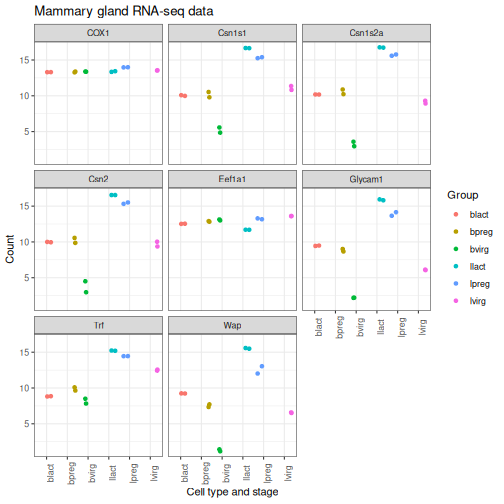 Mammary gland RNA-seq data
COX1
Csn1s1
Csn1s2a
15
10
5
Csn2
Eef1a1
Glycam1
15
10
5
Trf
Wap
15
10
5
blact
bpreg
bvirg
llact
lpreg
lvirg
blact
bpreg
bvirg
llact
lpreg
lvirg
blact
bpreg
bvirg
llact
lpreg
lvirg
Count
Cell type and stage
Group
blact
bpreg
bvirg
llact
lpreg
lvirg